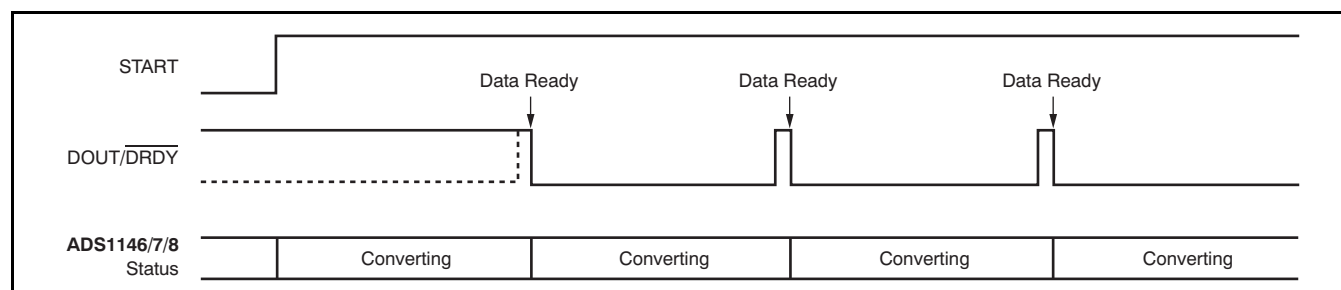 START
Data Ready Data Ready Data Ready
DOUT/DRDY
ADS1146/7/8
Status
Converting Converting Converting Converting